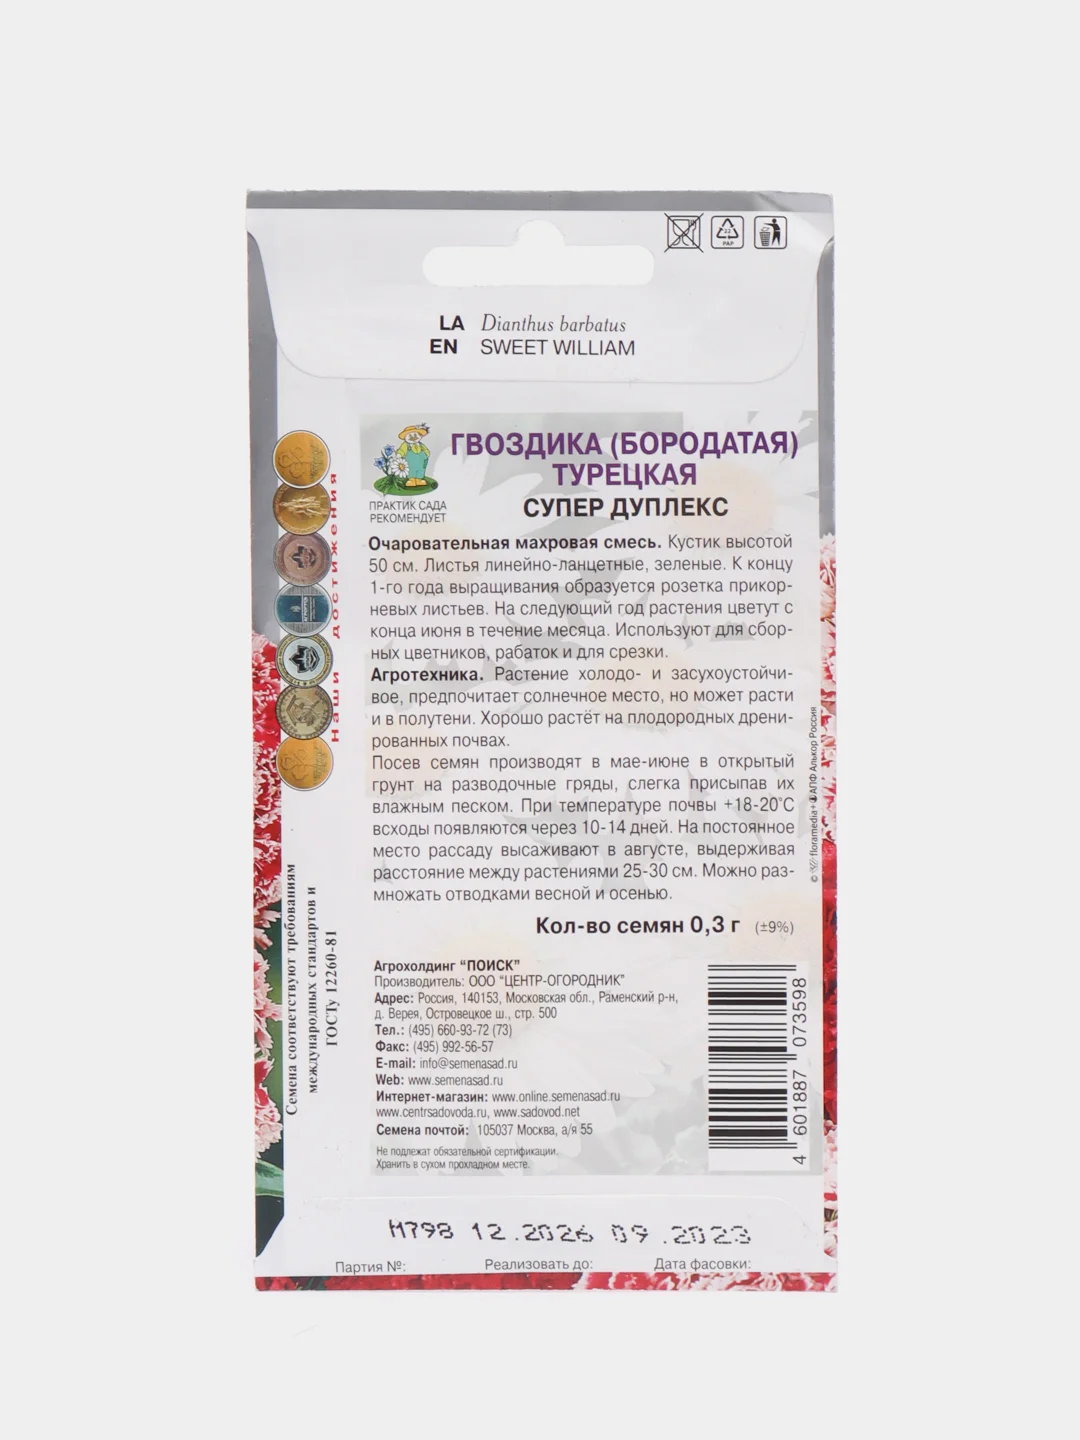 22
PAP
LA Dianthus barbatus
EN SWEET WILLIAM
ГВОЗДИКА (БОРОДАТАЯ)
ТУРЕЦКАЯ
СУПЕР ДУПЛЕКС
ПРАКТИК САДА
РЕКОМЕНДУЕТ
Очаровательная махровая смесь. Кустик высотой
50 см. Листья линейно-ланцетные, зеленые. К концу
1-го года выращивания образуется розетка прикор-
невых листьев. На следующий год растения цветут с
конца июня в течение месяца. Используют для сбор-
ных цветников, рабаток и для срезки.
Агротехника. Растение холодо- и засухоустойчи-
вое, предпочитает солнечное место, но может расти
и в полутени. Хорошо растёт на плодородных дрени-
рованных почвах.
Посев семян производят в мае-июне в открытый
грунт на разводочные гряды, слегка присыпав их
влажным песком. При температуре почвы +18-20°С
всходы появляются через 10-14 дней. На постоянное
место рассаду высаживают в августе, выдерживая
расстояние между растениями 25-30 см. Можно раз-
множать отводками весной и осенью.
Кол-во семян 0,3 г (±9%)
Агрохолдинг "ПОИСК"
Производитель: ООО "ЦЕНТР-ОГОРОДНИК"
Адрес: Россия, 140153, Московская обл., Раменский р-н,
д. Верея, Островецкое ш., стр. 500
Тел.: (495) 660-93-72 (73)
Факс: (495) 992-56-57
E-mail: info@semenasad.ru
Web: www.semenasad.ru
Интернет-магазин: www.online.semenasad.ru
www.centrsadovoda.ru, www.sadovod.net
Семена почтой: 105037 Москва, а/я 55
Не подлежат обязательной сертификации.
Хранить в сухом прохладном месте.
4 601887 073598
наши достижения
Семена соответствуют требованиям
международных стандартов и
ГОСТу 12260-81
floramedia+ АПФ Алькор Россия
М798 12.2026 09.2023
Партия №: Реализовать до: Дата фасовки: